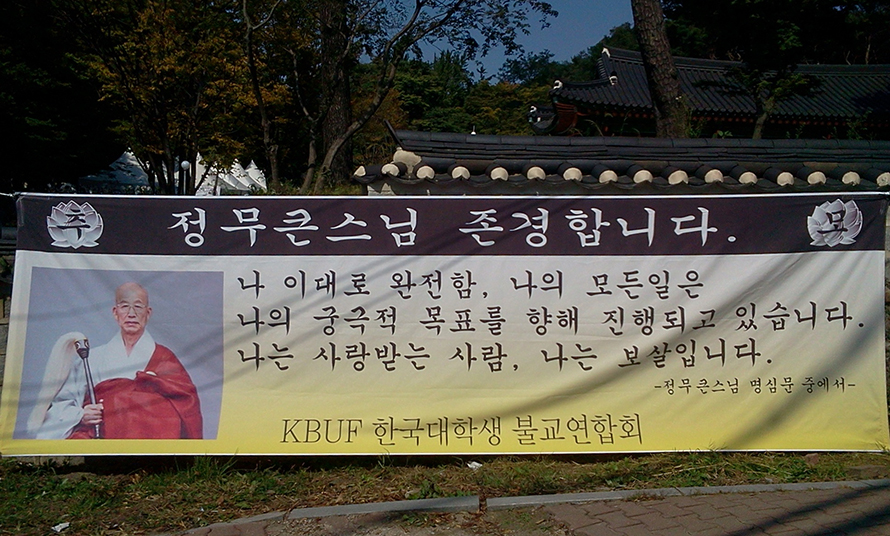 추 정무큰스님 존경합니다. 모
나 이대로 완전함, 나의 모든일은
나의 궁극적 목표를 향해 진행되고 있습니다.
나는 사랑받는 사람, 나는 보살입니다.
-정무큰스님 명심문 중에서-
KBUF 한국대학생 불교연합회